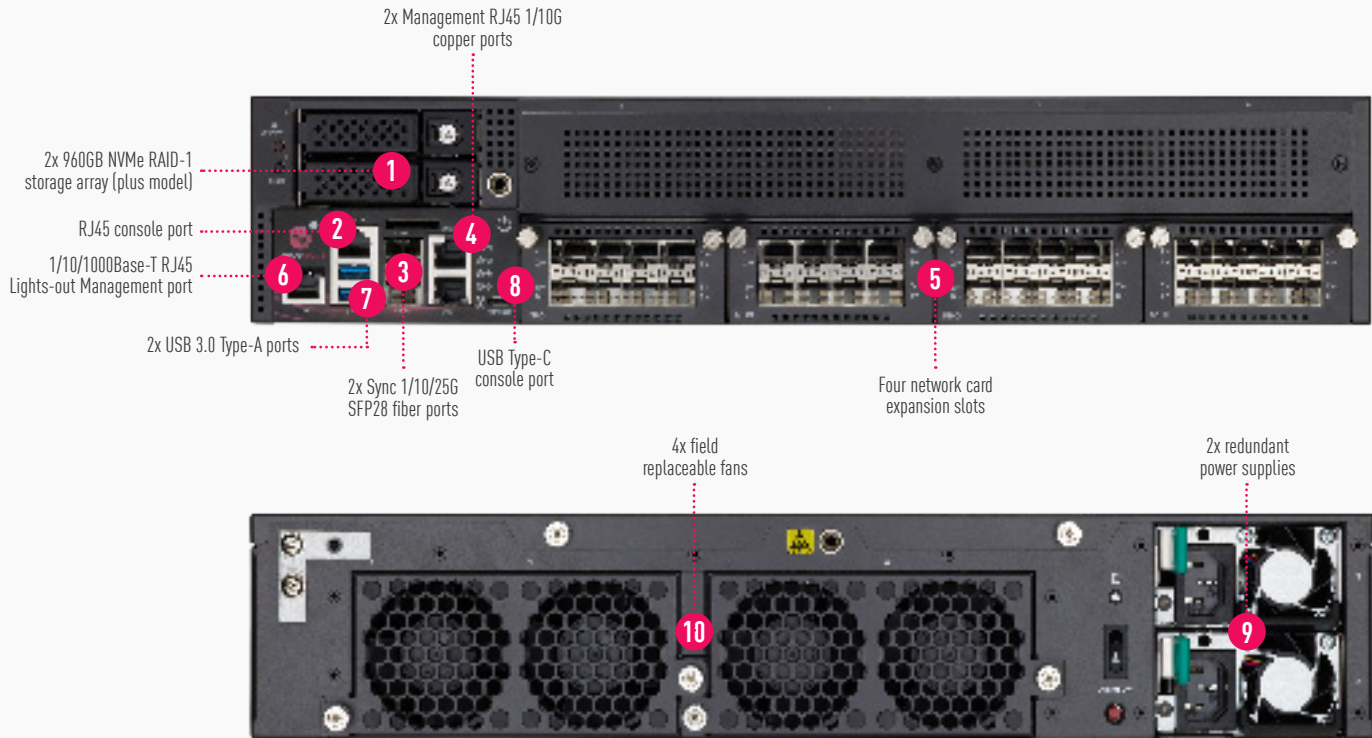 2x Management RJ45 1/10G
copper ports
2x 960GB NVMe RAID-1
storage array (plus model)
1
RJ45 console port
2
4
1/10/1000Base-T RJ45
Lights-out Management port
6
3
5
7
8
2x USB 3.0 Type-A ports
2x Sync 1/10/25G
SFP28 fiber ports
USB Type-C
console port
Four network card
expansion slots
4x field
replaceable fans
2x redundant
power supplies
10
9